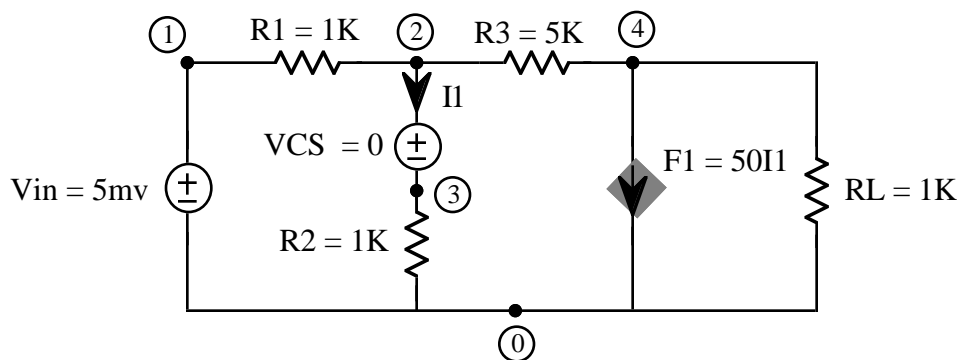 1
R1 = 1K
2
R3 = 5K
4
I1
VCS = 0
F1 = 50I1
Vin = 5mv
3
RL = 1K
R2 = 1K
0